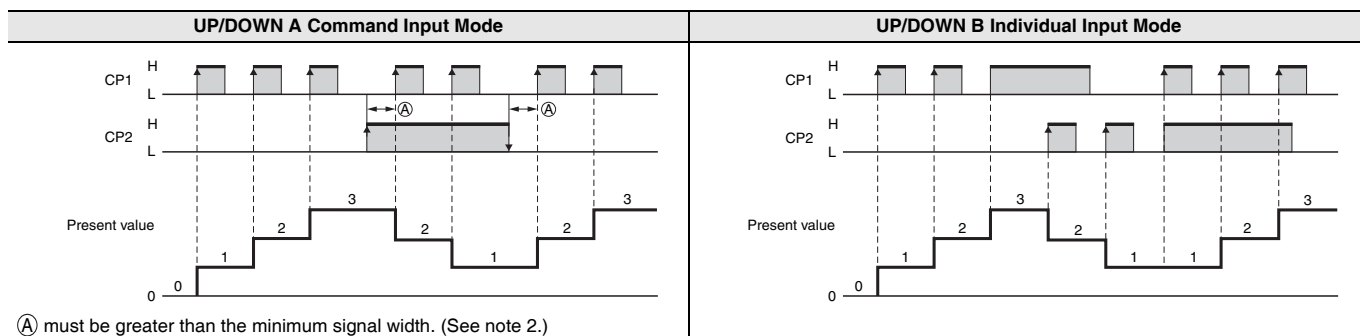 UP/DOWN A Command Input Mode
UP/DOWN B Individual Input Mode
CP1 H L
Ⓐ Ⓐ
CP2 H L
Present value
0 1 2 3 2 1 2 3
0
Ⓐ must be greater than the minimum signal width. (See note 2.)
CP1 H L
CP2 H L
Present value
0 1 2 3 2 1 1 2 3
0